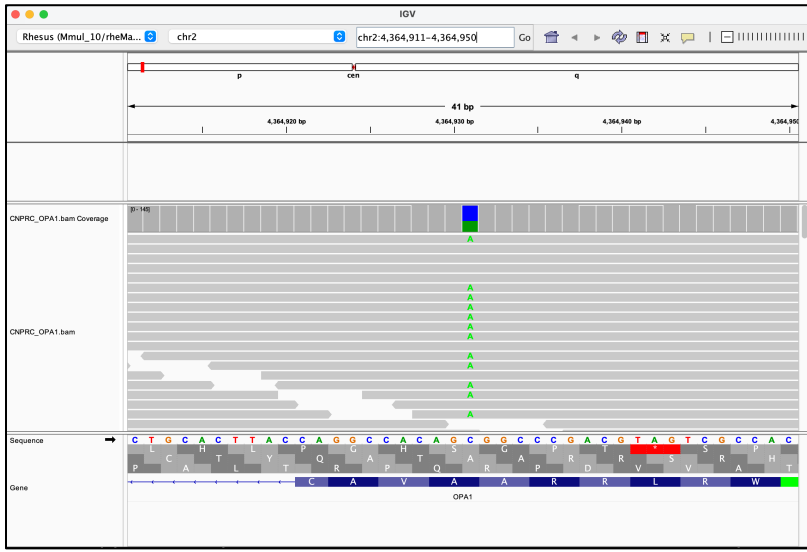 IGV
Rhesus (Mmul_10/rheMa...
chr2
chr2:4,364,911-4,364,950
Go
p cen q
41 bp
4,364,920 bp 4,364,930 bp 4,364,940 bp 4,364,950
CNPRC_OPA1.bam Coverage
[0 - 145]
A
A
A
A
A
A
A
CNPRC_OPA1.bam
A
A
A
A
A
Sequence
C T G C A C T T A C C A G G C C A C A G C G G C C C G A C G T A G T C G C C A C
L H L P G H S G P T * S P
C T Y Q A T A A R R S R H
P A L T R P Q R P D V V A T
Gene
C A V A A R R L R W
OPA1